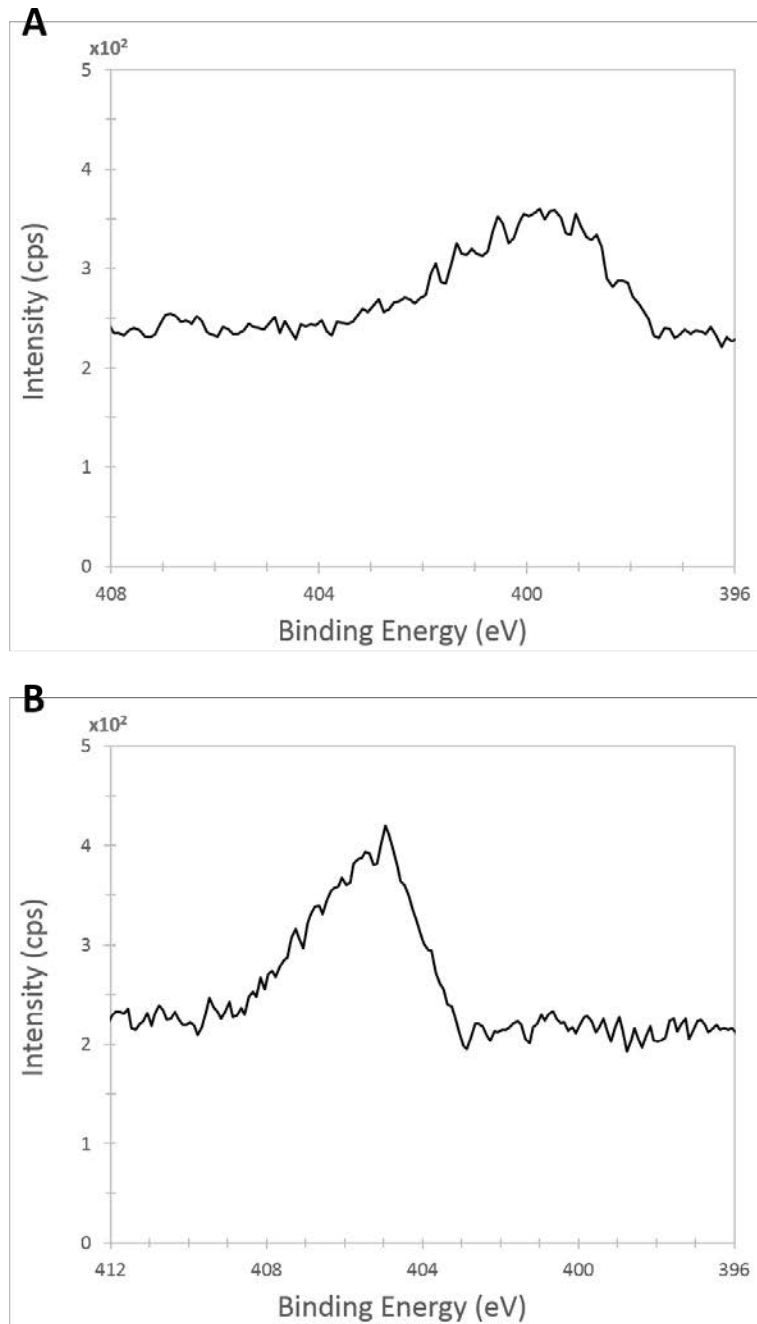 A
x10²
5
4
3
2
1
0
Intensity (cps)
408 404 400 396
Binding Energy (eV)
B
x10²
5
4
3
2
1
0
Intensity (cps)
412 408 404 400 396
Binding Energy (eV)